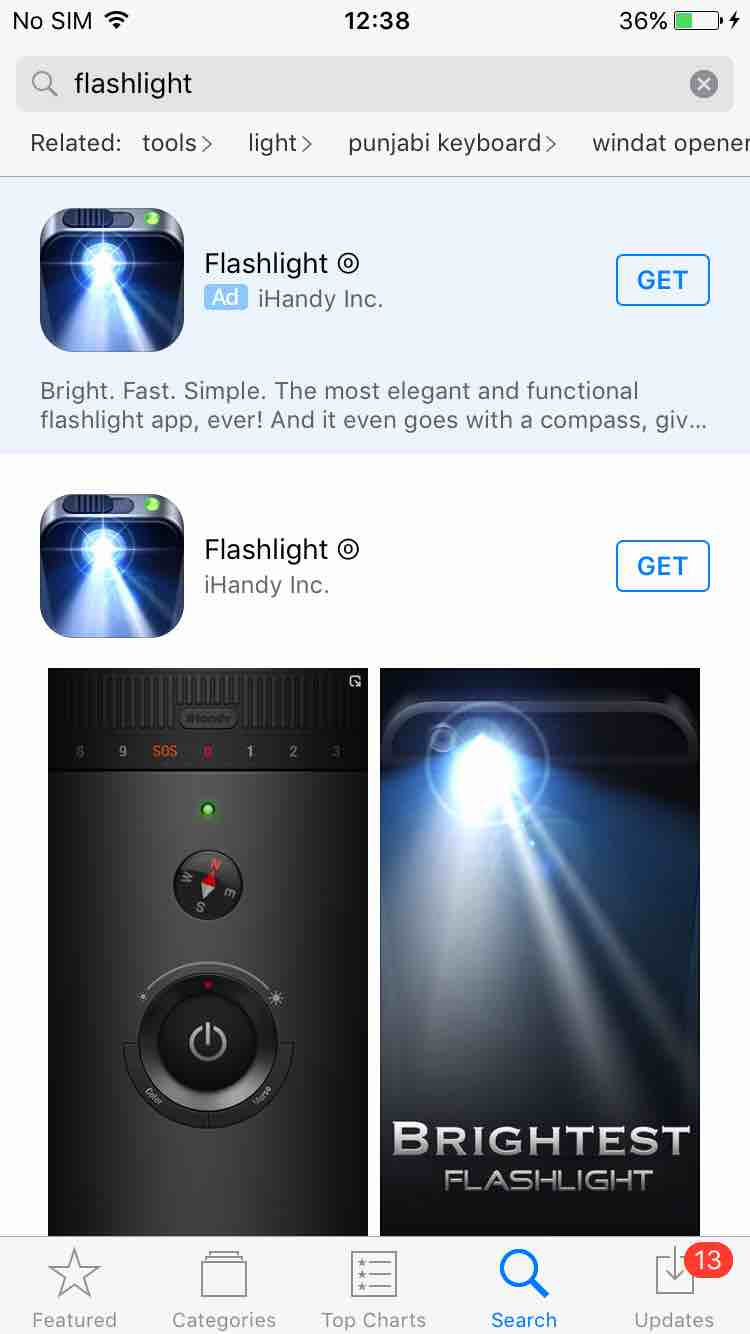 No SIM 12:38 36%
flashlight
Related: tools light punjabi keyboard windat opener
Flashlight ⌾
Ad iHandy Inc.
GET
Bright. Fast. Simple. The most elegant and functional
flashlight app, ever! And it even goes with a compass, giv...
Flashlight ⌾
iHandy Inc.
GET
iHandy
9 SOS 0 1 2 3
N
W E
S
Color Morse
BRIGHTEST
FLASHLIGHT
Featured Categories Top Charts Search Updates 13